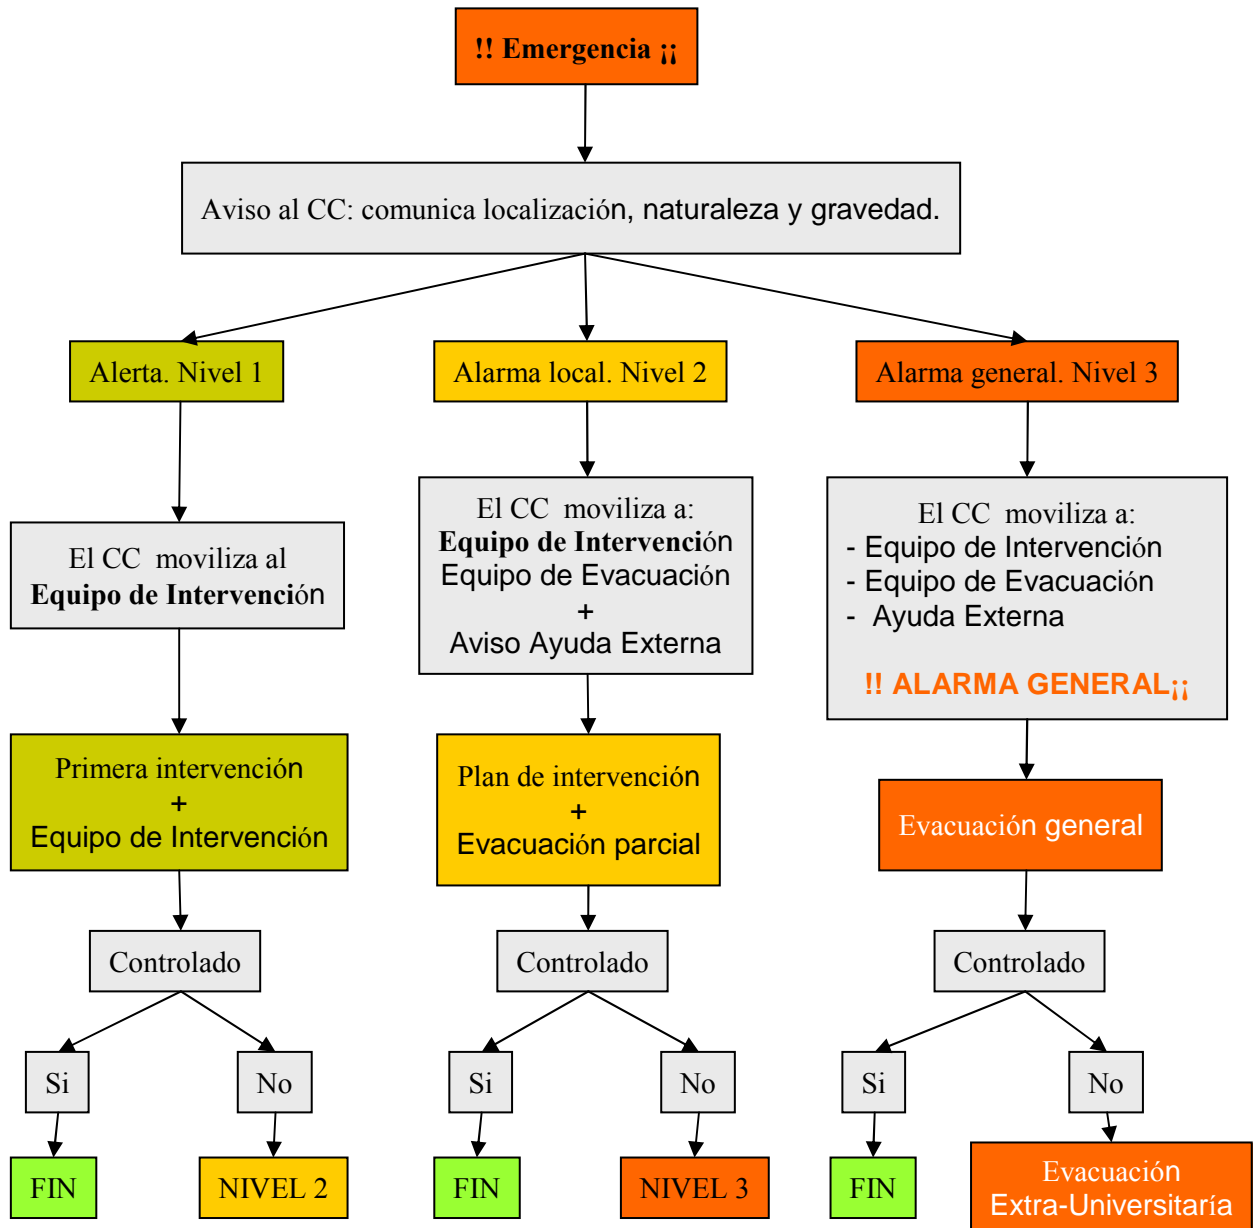 !! Emergencia ¡¡
Aviso al CC: comunica localización, naturaleza y gravedad.
Alerta. Nivel 1
Alarma local. Nivel 2
Alarma general. Nivel 3
El CC moviliza al
Equipo de Intervención
El CC moviliza a:
Equipo de Intervención
Equipo de Evacuación
+
Aviso Ayuda Externa
El CC moviliza a:
- Equipo de Intervención
- Equipo de Evacuación
- Ayuda Externa
!! ALARMA GENERAL¡¡
Primera intervención
+
Equipo de Intervención
Plan de intervención
+
Evacuación parcial
Evacuación general
Controlado
Controlado
Controlado
Si
No
Si
No
Si
No
FIN
NIVEL 2
FIN
NIVEL 3
FIN
Evacuación
Extra-Universitaría